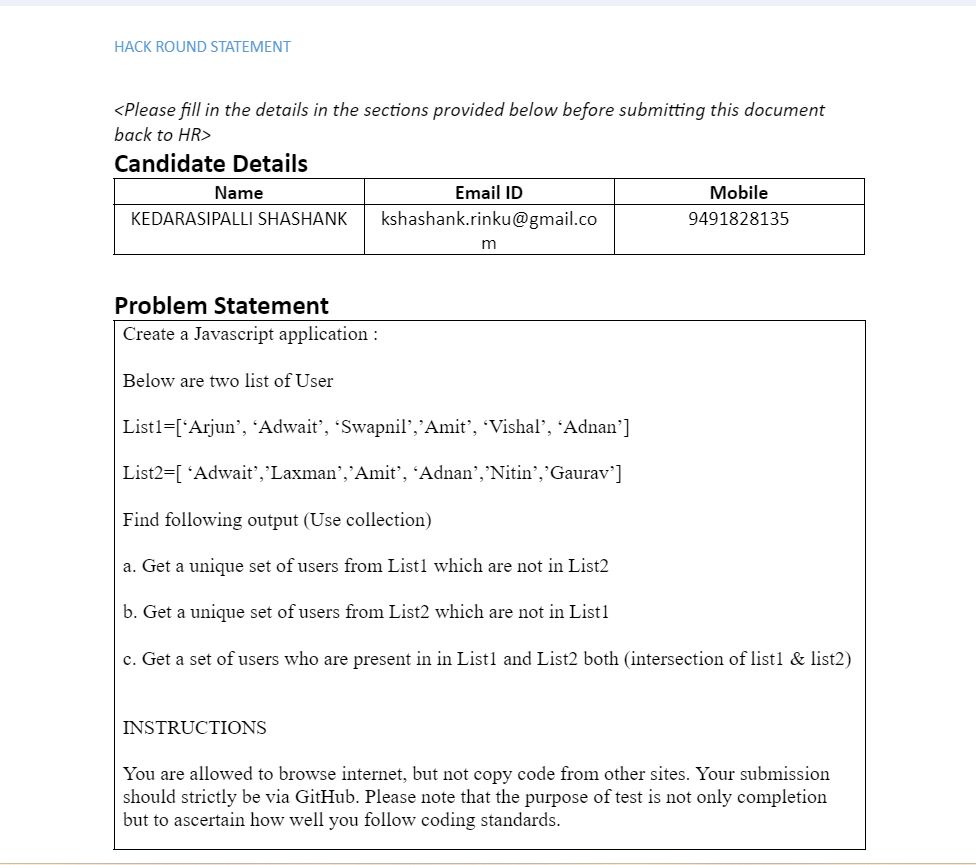 HACK ROUND STATEMENT
<Please fill in the details in the sections provided below before submitting this document
back to HR>
Candidate Details
Name Email ID Mobile
KEDARASIPALLI SHASHANK kshashank.rinku@gmail.co 9491828135
m
Problem Statement
Create a Javascript application :
Below are two list of User
List1=[‘Arjun’, ‘Adwait’, ‘Swapnil’,’Amit’, ‘Vishal’, ‘Adnan’]
List2=[ ‘Adwait’,’Laxman’,’Amit’, ‘Adnan’,’Nitin’,’Gaurav’]
Find following output (Use collection)
a. Get a unique set of users from List1 which are not in List2
b. Get a unique set of users from List2 which are not in List1
c. Get a set of users who are present in in List1 and List2 both (intersection of list1 & list2)
INSTRUCTIONS
You are allowed to browse internet, but not copy code from other sites. Your submission
should strictly be via GitHub. Please note that the purpose of test is not only completion
but to ascertain how well you follow coding standards.